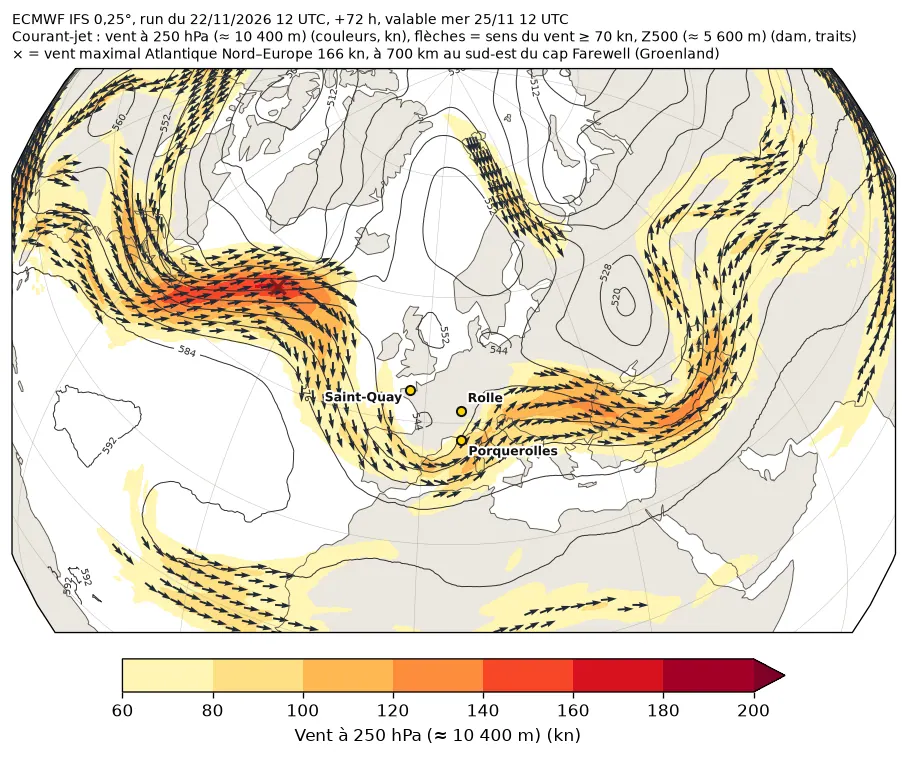 ECMWF IFS 0,25°, run du 22/11/2026 12 UTC, +72 h, valable mer 25/11 12 UTC
Courant-jet : vent à 250 hPa (≈ 10 400 m) (couleurs, kn), flèches = sens du vent ≥ 70 kn, Z500 (≈ 5 600 m) (dam, traits)
× = vent maximal Atlantique Nord–Europe 166 kn, à 700 km au sud-est du cap Farewell (Groenland)
560
552
512
512
528
520
552
544
584
544
592
592
592
Saint-Quay
Rolle
Porquerolles
60 80 100 120 140 160 180 200
Vent à 250 hPa (≈ 10 400 m) (kn)